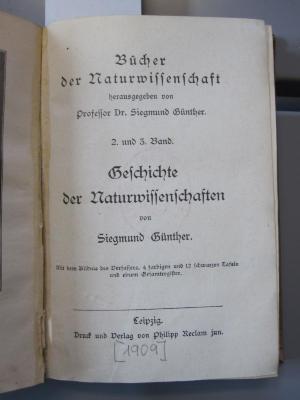 Bücher
der Naturwissenschaft
herausgegeben von
Professor Dr. Siegmund Günther.
2. und 3. Band.
Geschichte
der Naturwissenschaften
von
Siegmund Günther.
Mit dem Bildnis des Verfassers, 4 farbigen und 12 schwarzen Tafeln
und einem Gesamtregister.
Leipzig.
Druck und Verlag von Philipp Reclam jun.
[1909]